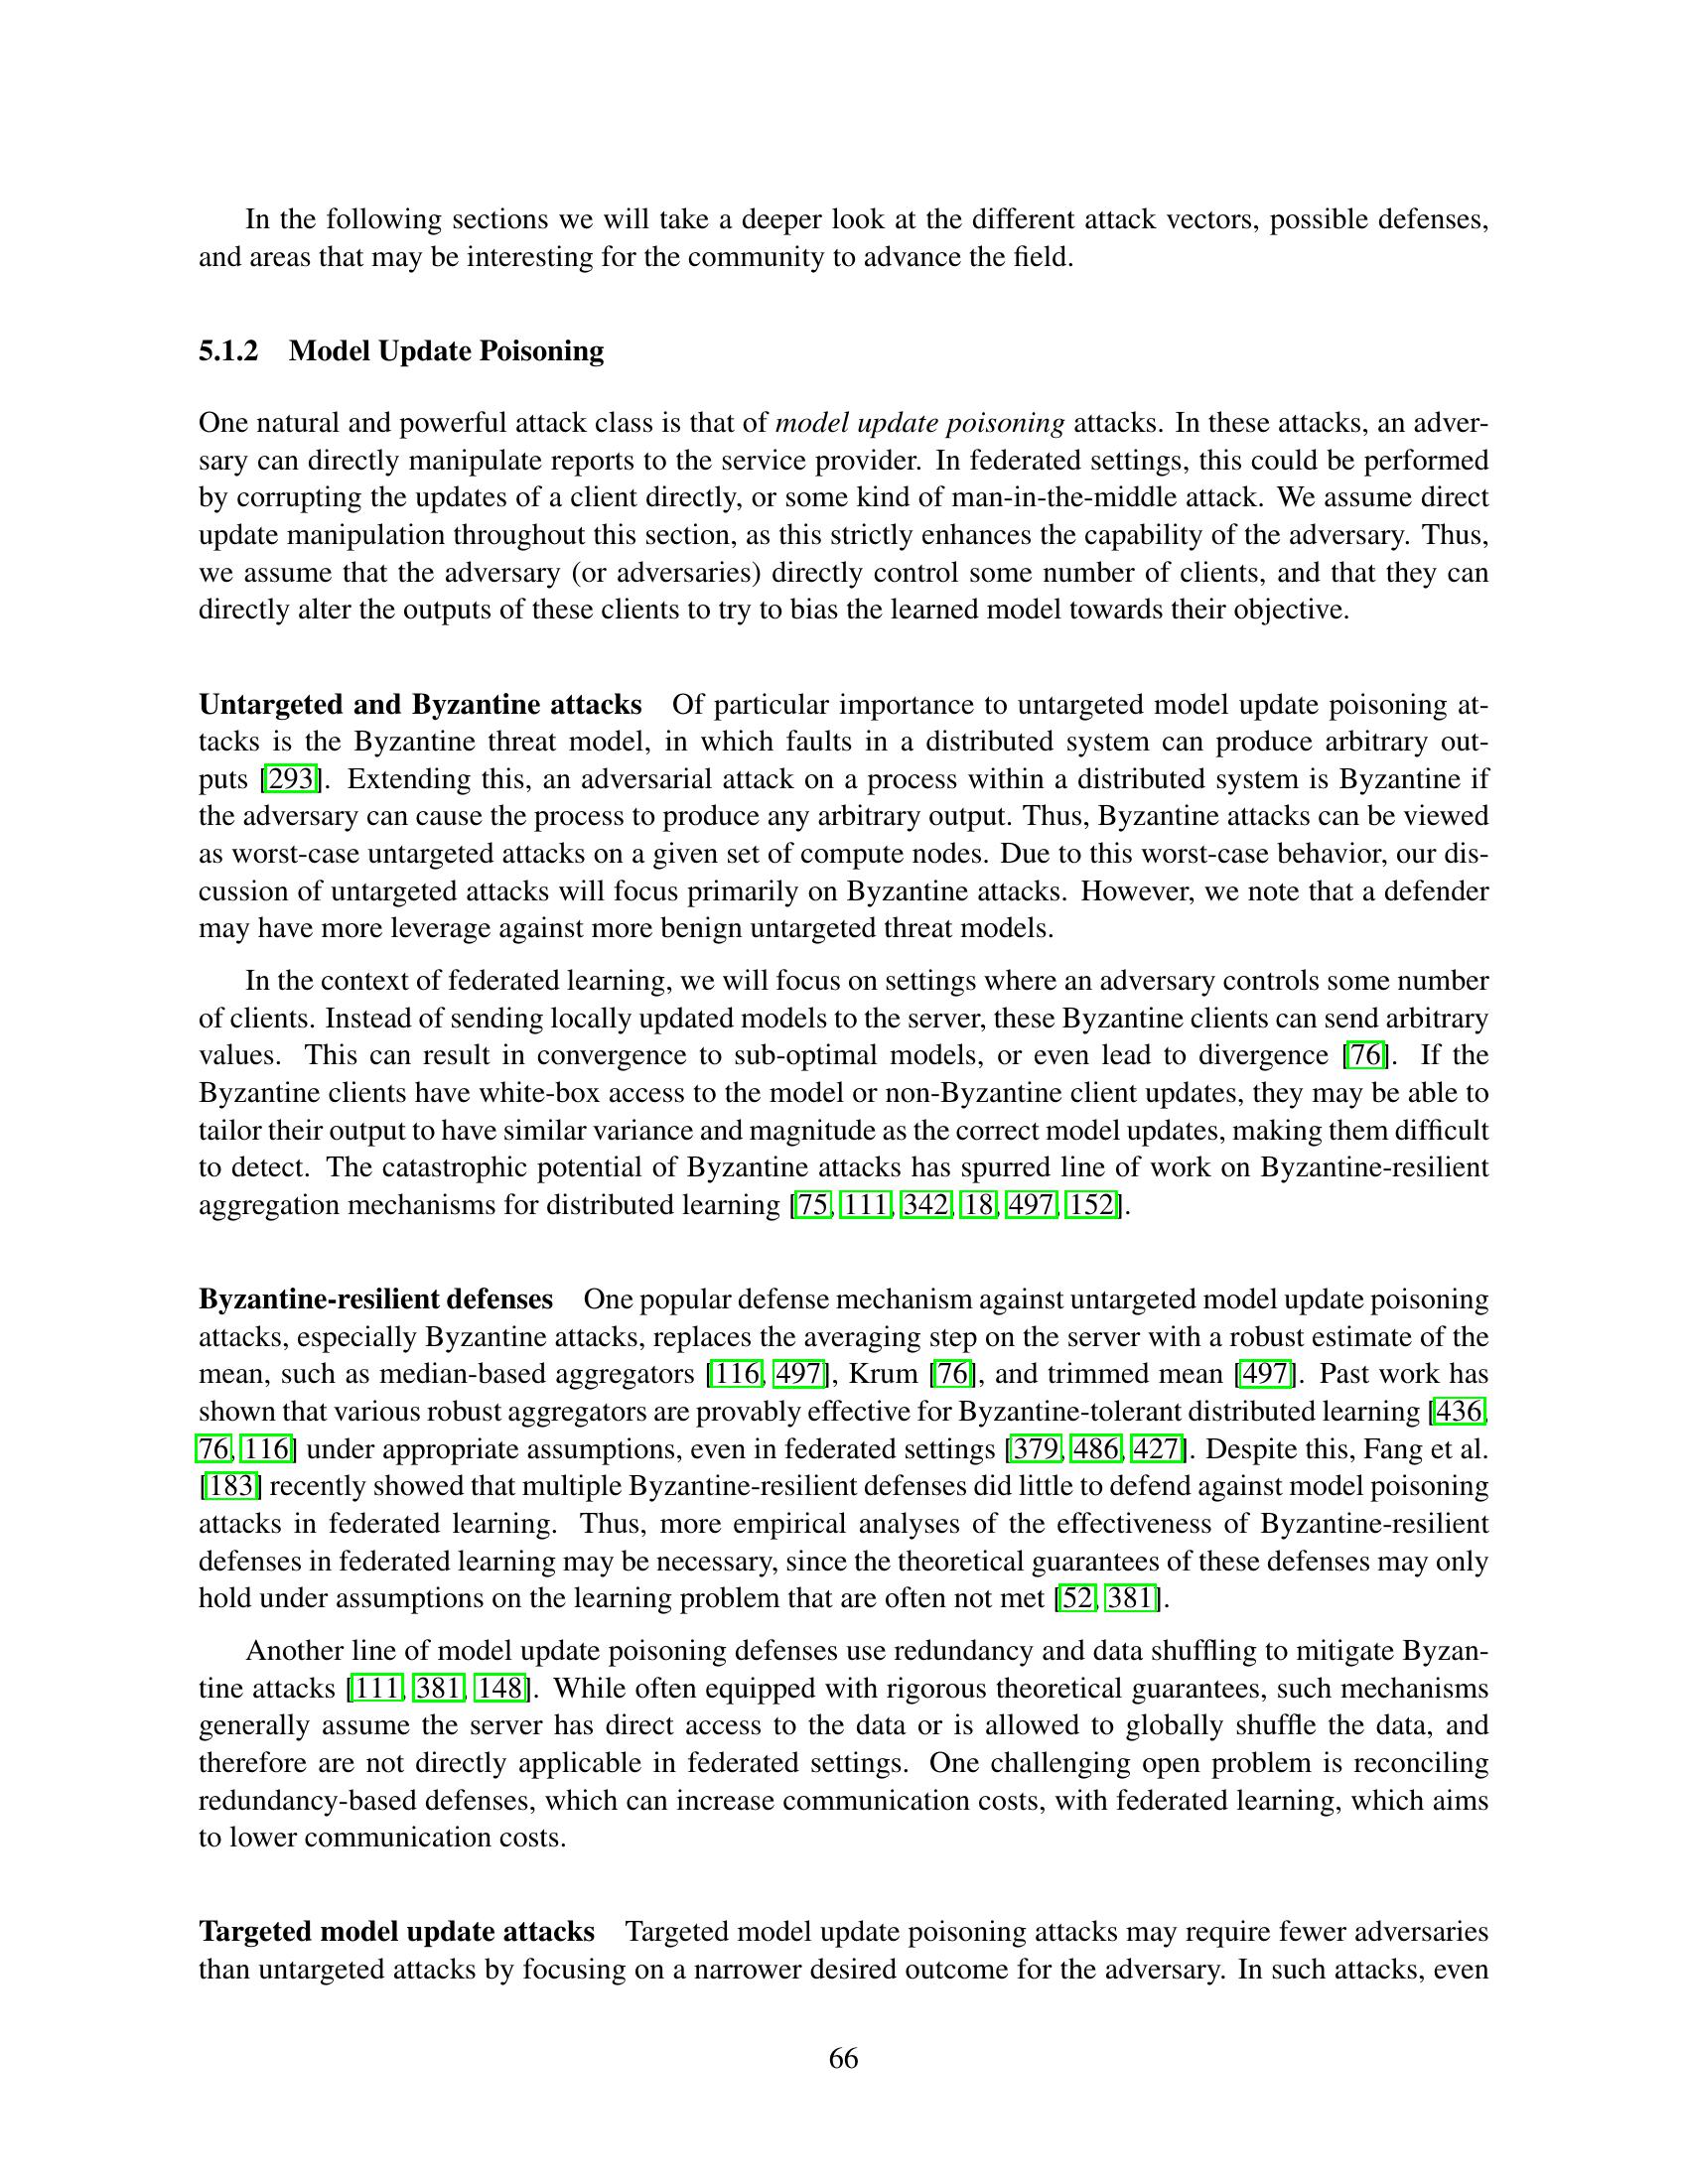 In the following sections we will take a deeper look at the different attack vectors, possible defenses,
and areas that may be interesting for the community to advance the field.
5.1.2 Model Update Poisoning
One natural and powerful attack class is that of model update poisoning attacks. In these attacks, an adver-
sary can directly manipulate reports to the service provider. In federated settings, this could be performed
by corrupting the updates of a client directly, or some kind of man-in-the-middle attack. We assume direct
update manipulation throughout this section, as this strictly enhances the capability of the adversary. Thus,
we assume that the adversary (or adversaries) directly control some number of clients, and that they can
directly alter the outputs of these clients to try to bias the learned model towards their objective.
Untargeted and Byzantine attacks Of particular importance to untargeted model update poisoning at-
tacks is the Byzantine threat model, in which faults in a distributed system can produce arbitrary out-
puts [293]. Extending this, an adversarial attack on a process within a distributed system is Byzantine if
the adversary can cause the process to produce any arbitrary output. Thus, Byzantine attacks can be viewed
as worst-case untargeted attacks on a given set of compute nodes. Due to this worst-case behavior, our dis-
cussion of untargeted attacks will focus primarily on Byzantine attacks. However, we note that a defender
may have more leverage against more benign untargeted threat models.
In the context of federated learning, we will focus on settings where an adversary controls some number
of clients. Instead of sending locally updated models to the server, these Byzantine clients can send arbitrary
values. This can result in convergence to sub-optimal models, or even lead to divergence [76]. If the
Byzantine clients have white-box access to the model or non-Byzantine client updates, they may be able to
tailor their output to have similar variance and magnitude as the correct model updates, making them difficult
to detect. The catastrophic potential of Byzantine attacks has spurred line of work on Byzantine-resilient
aggregation mechanisms for distributed learning [75, 111, 342, 18, 497, 152].
Byzantine-resilient defenses One popular defense mechanism against untargeted model update poisoning
attacks, especially Byzantine attacks, replaces the averaging step on the server with a robust estimate of the
mean, such as median-based aggregators [116, 497], Krum [76], and trimmed mean [497]. Past work has
shown that various robust aggregators are provably effective for Byzantine-tolerant distributed learning [436,
76, 116] under appropriate assumptions, even in federated settings [379, 486, 427]. Despite this, Fang et al.
[183] recently showed that multiple Byzantine-resilient defenses did little to defend against model poisoning
attacks in federated learning. Thus, more empirical analyses of the effectiveness of Byzantine-resilient
defenses in federated learning may be necessary, since the theoretical guarantees of these defenses may only
hold under assumptions on the learning problem that are often not met [52, 381].
Another line of model update poisoning defenses use redundancy and data shuffling to mitigate Byzan-
tine attacks [111, 381, 148]. While often equipped with rigorous theoretical guarantees, such mechanisms
generally assume the server has direct access to the data or is allowed to globally shuffle the data, and
therefore are not directly applicable in federated settings. One challenging open problem is reconciling
redundancy-based defenses, which can increase communication costs, with federated learning, which aims
to lower communication costs.
Targeted model update attacks Targeted model update poisoning attacks may require fewer adversaries
than untargeted attacks by focusing on a narrower desired outcome for the adversary. In such attacks, even
66